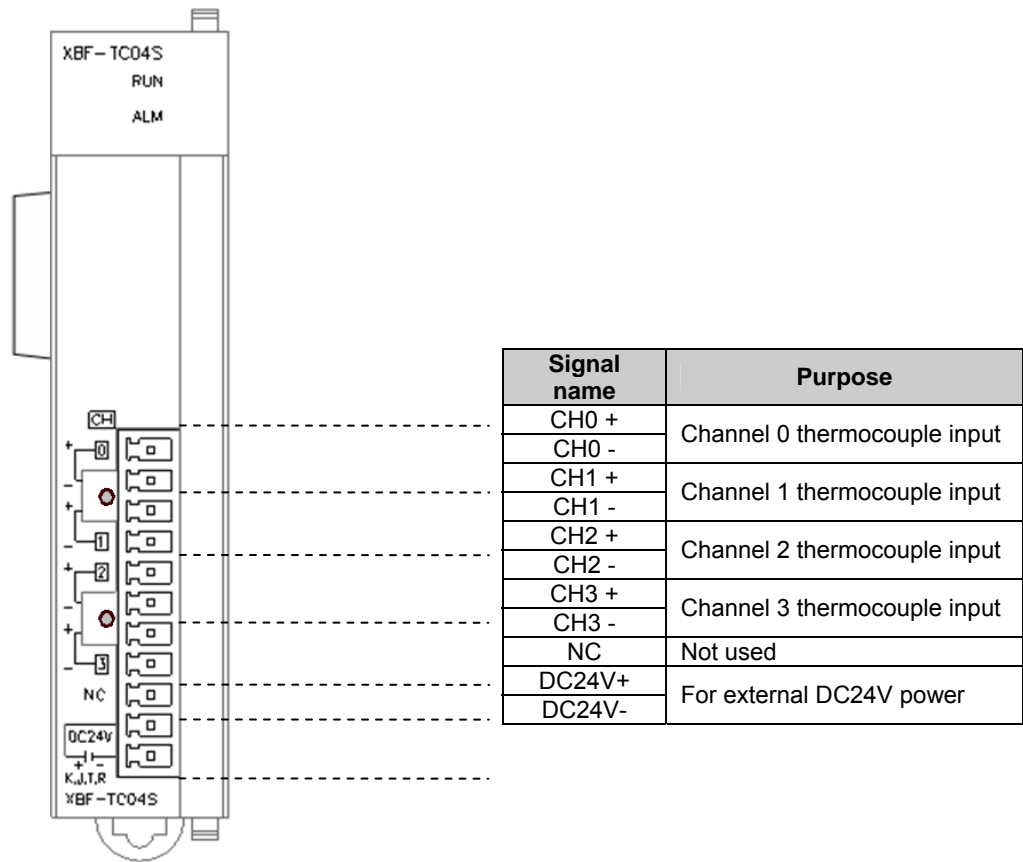 XBF-TC04S
RUN
ALM
CH
+ 0
-
+
- 1
+ 2
-
+
- 3
NC
DC24V
+ -
K,J,T,R
XBF-TC04S
Signal name Purpose
CH0 + Channel 0 thermocouple input
CH0 -
CH1 + Channel 1 thermocouple input
CH1 -
CH2 + Channel 2 thermocouple input
CH2 -
CH3 + Channel 3 thermocouple input
CH3 -
NC Not used
DC24V+ For external DC24V power
DC24V-